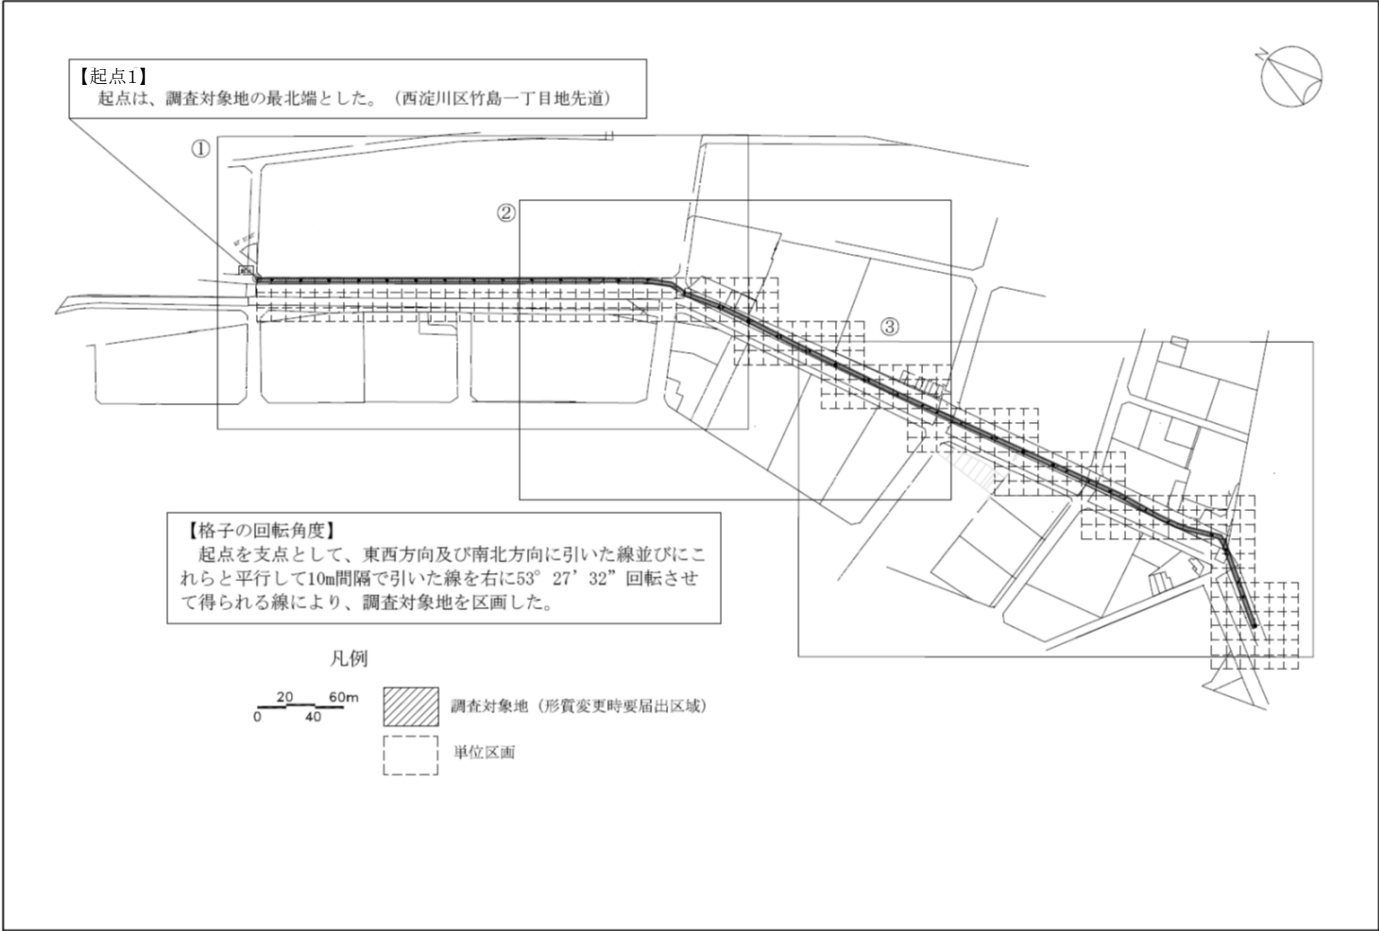 【起点1】
起点は、調査対象地の最北端とした。（西淀川区竹島一丁目地先道）
N
①
②
③
【格子の回転角度】
起点を支点として、東西方向及び南北方向に引いた線並びにこ
れらと平行して10m間隔で引いた線を右に53°27’32”回転させ
て得られる線により、調査対象地を区画した。
凡例
20 60m
0 40
調査対象地（形質変更時要届出区域）
単位区画